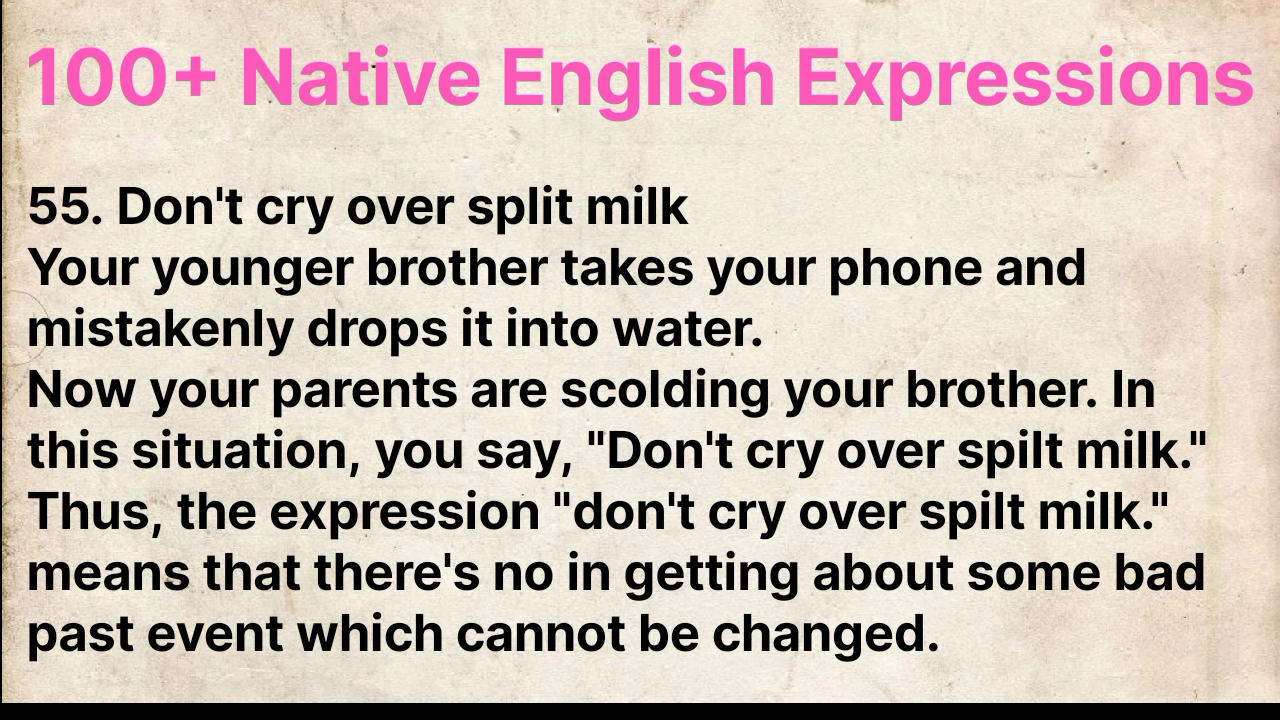 100+ Native English Expressions
55. Don't cry over split milk
Your younger brother takes your phone and
mistakenly drops it into water.
Now your parents are scolding your brother. In
this situation, you say, "Don't cry over spilt milk."
Thus, the expression "don't cry over spilt milk."
means that there's no in getting about some bad
past event which cannot be changed.